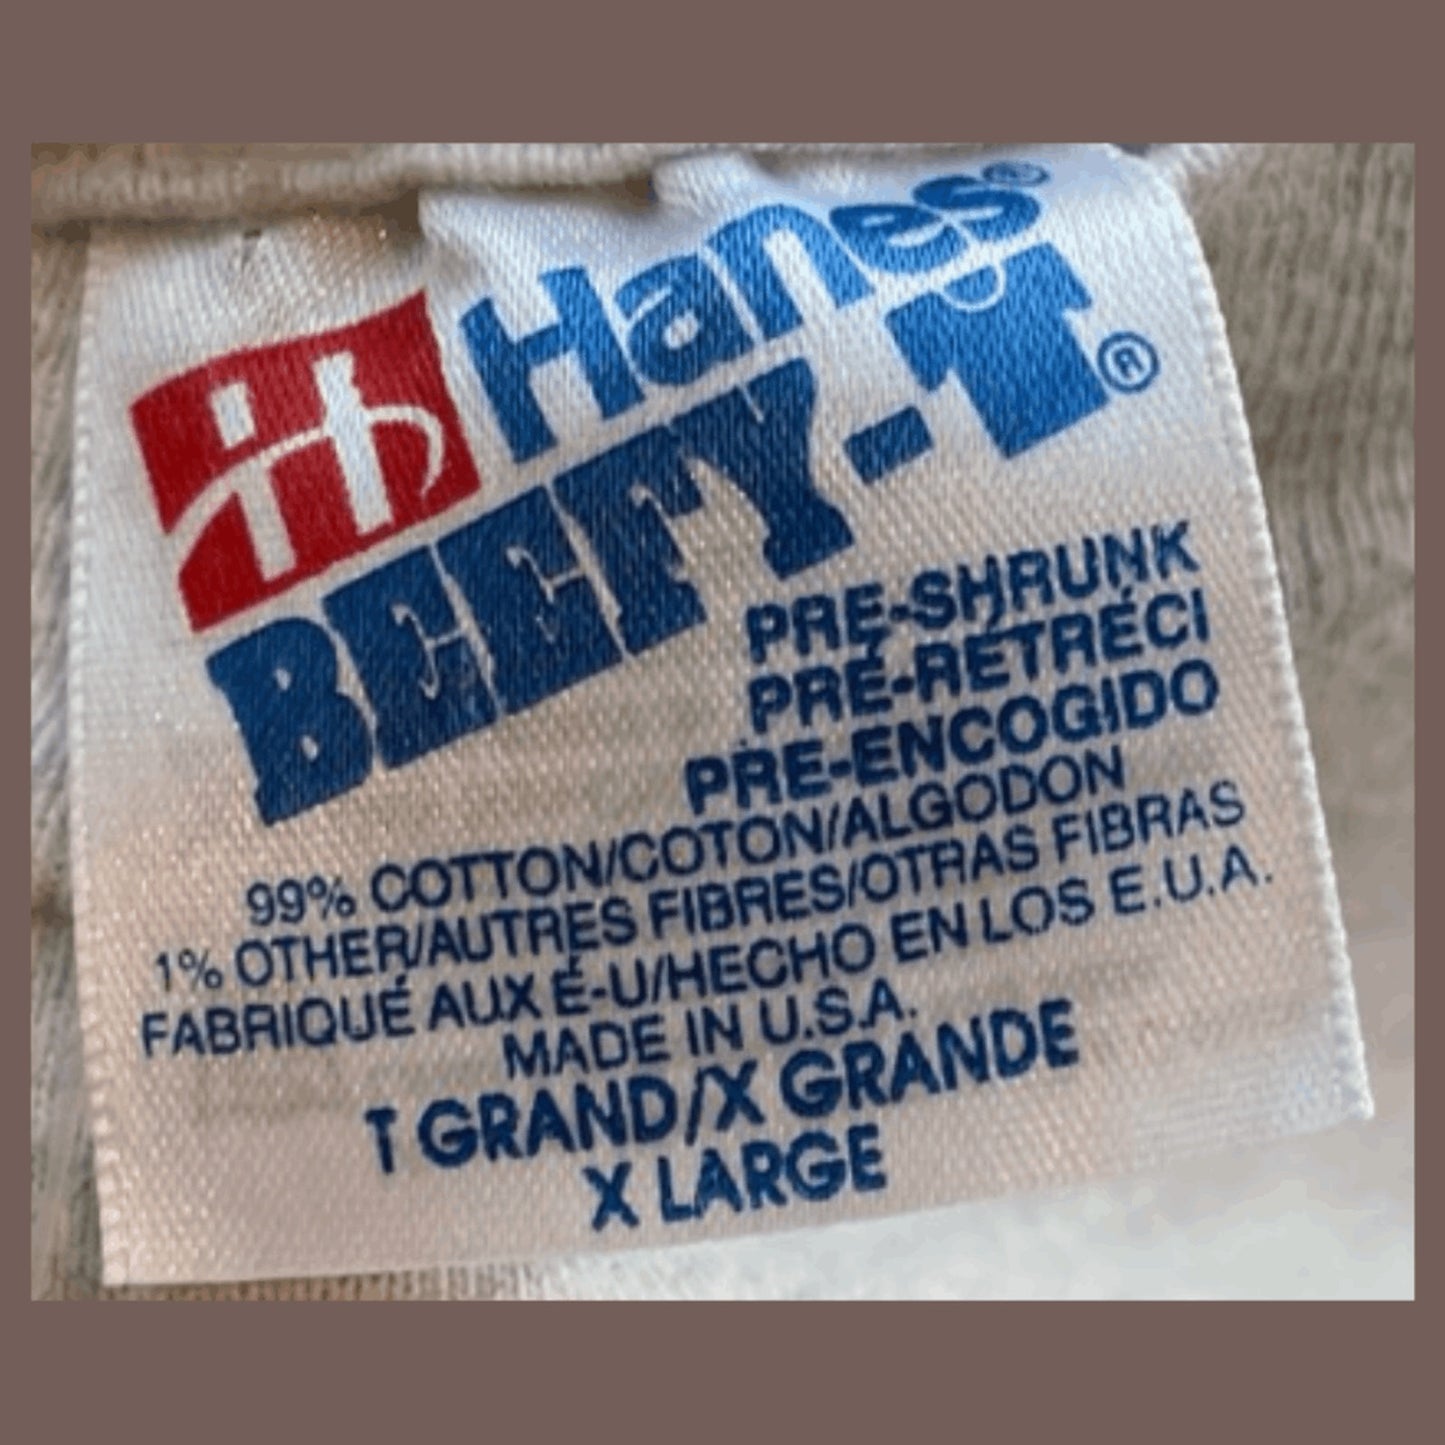 Hanes®
BEEFY-T®
PRE-SHRUNK
PRÉ-RÉTRÉCI
PRE-ENCOGIDO
99% COTTON/COTON/ALGODON
1% OTHER/AUTRES FIBRES/OTRAS FIBRAS
FABRIQUÉ AUX É-U/HECHO EN LOS E.U.A.
MADE IN U.S.A.
T GRAND/X GRANDE
X LARGE